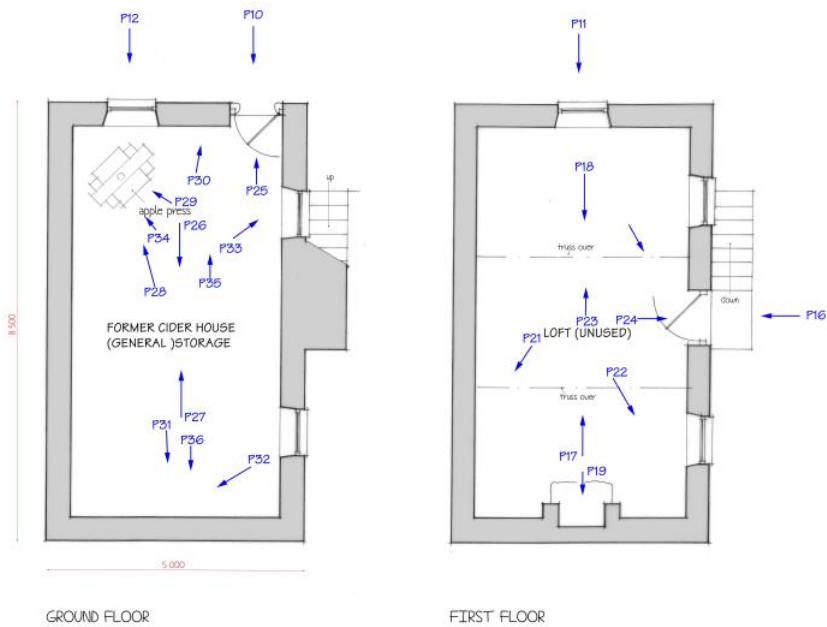 P12
P10
P11
P30
P25
P29
apple press
P26
P34
P33
P28
P35
up
FORMER CIDER HOUSE
(GENERAL )STORAGE
P27
P31
P36
P32
8 500
5 000
GROUND FLOOR
P18
truss over
P23
P24
LOFT (UNUSED)
P21
P22
truss over
P17
P19
down
P16
FIRST FLOOR